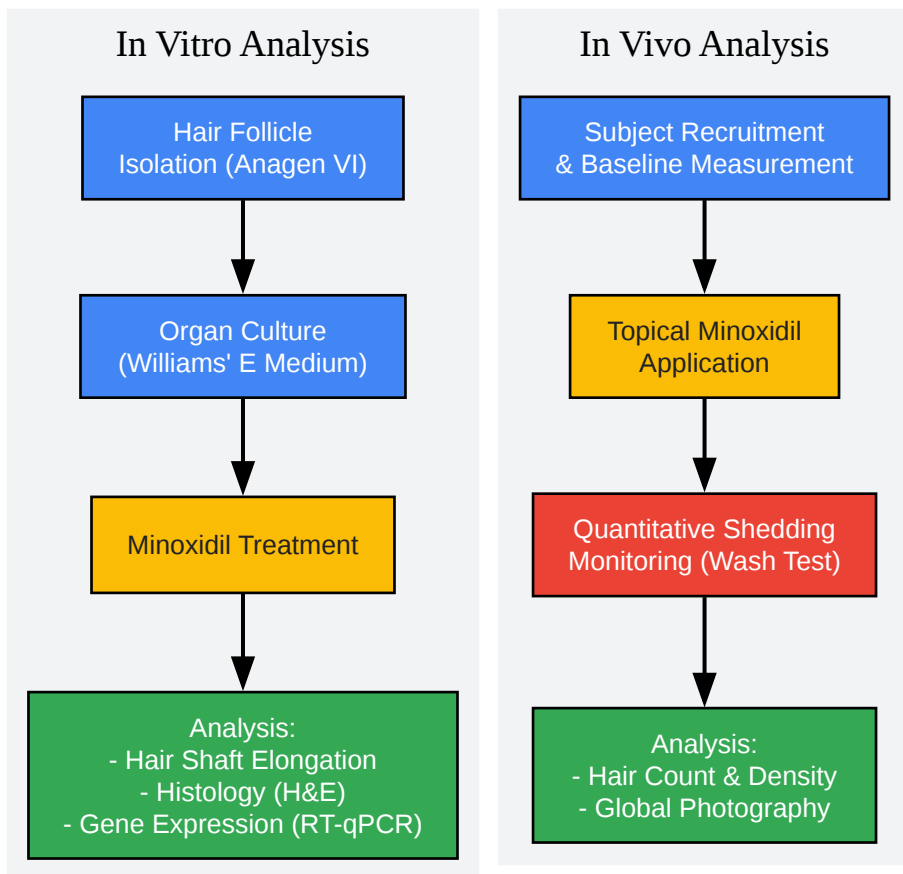 In Vitro Analysis
Hair Follicle
Isolation (Anagen VI)
Organ Culture
(Williams' E Medium)
Minoxidil Treatment
Analysis:
- Hair Shaft Elongation
- Histology (H&E)
- Gene Expression (RT-qPCR)
In Vivo Analysis
Subject Recruitment
& Baseline Measurement
Topical Minoxidil
Application
Quantitative Shedding
Monitoring (Wash Test)
Analysis:
- Hair Count & Density
- Global Photography